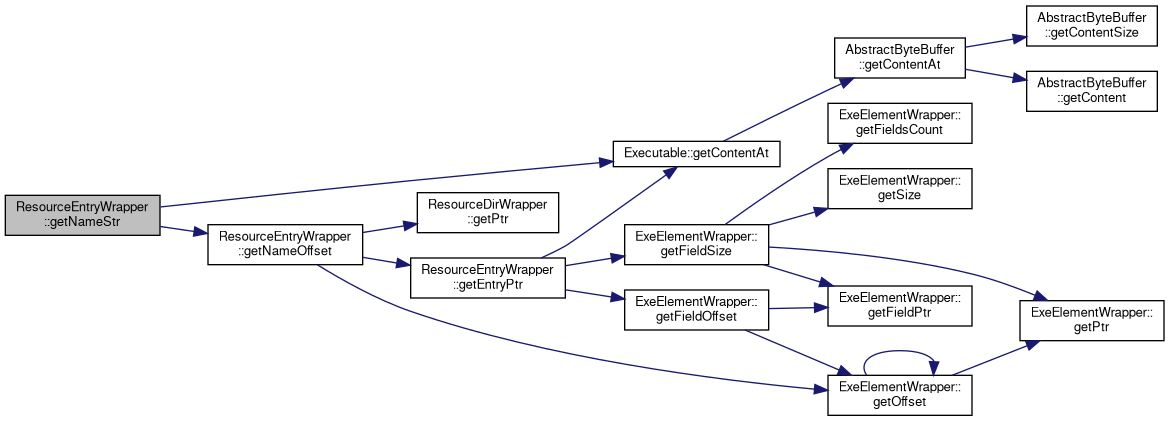 AbstractByteBuffer
::getContentSize
AbstractByteBuffer
::getContentAt
AbstractByteBuffer
::getContent
ExeElementWrapper::
getFieldsCount
Executable::getContentAt
ExeElementWrapper::
getSize
ResourceEntryWrapper
::getNameStr
ResourceDirWrapper
::getPtr
ResourceEntryWrapper
::getNameOffset
ExeElementWrapper::
getFieldSize
ResourceEntryWrapper
::getEntryPtr
ExeElementWrapper::
getFieldOffset
ExeElementWrapper::
getFieldPtr
ExeElementWrapper::
getPtr
ExeElementWrapper::
getOffset